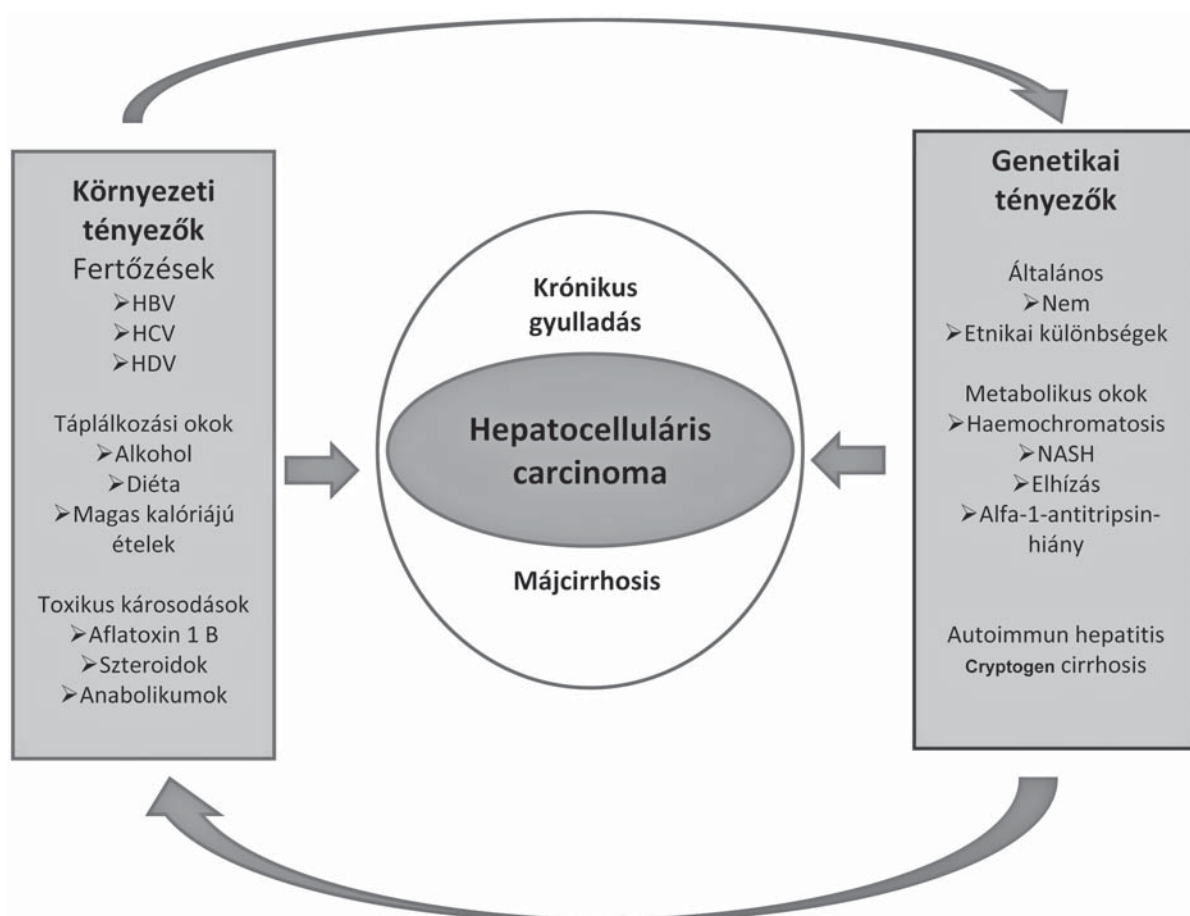 Környezeti
tényezők
Fertőzések
➢HBV
➢HCV
➢HDV
Táplálkozási okok
➢Alkohol
➢Diéta
➢Magas kalóriájú
ételek
Toxikus károsodások
➢Aflatoxin 1 B
➢Szteroidok
➢Anabolikumok
Krónikus
gyulladás
Hepatocelluláris
carcinoma
Májcirrhosis
Genetikai
tényezők
Általános
➢Nem
➢Etnikai különbségek
Metabolikus okok
➢Haemochromatosis
➢NASH
➢Elhízás
➢Alfa-1-antitripsin-
hiány
Autoimmun hepatitis
Cryptogen cirrhosis